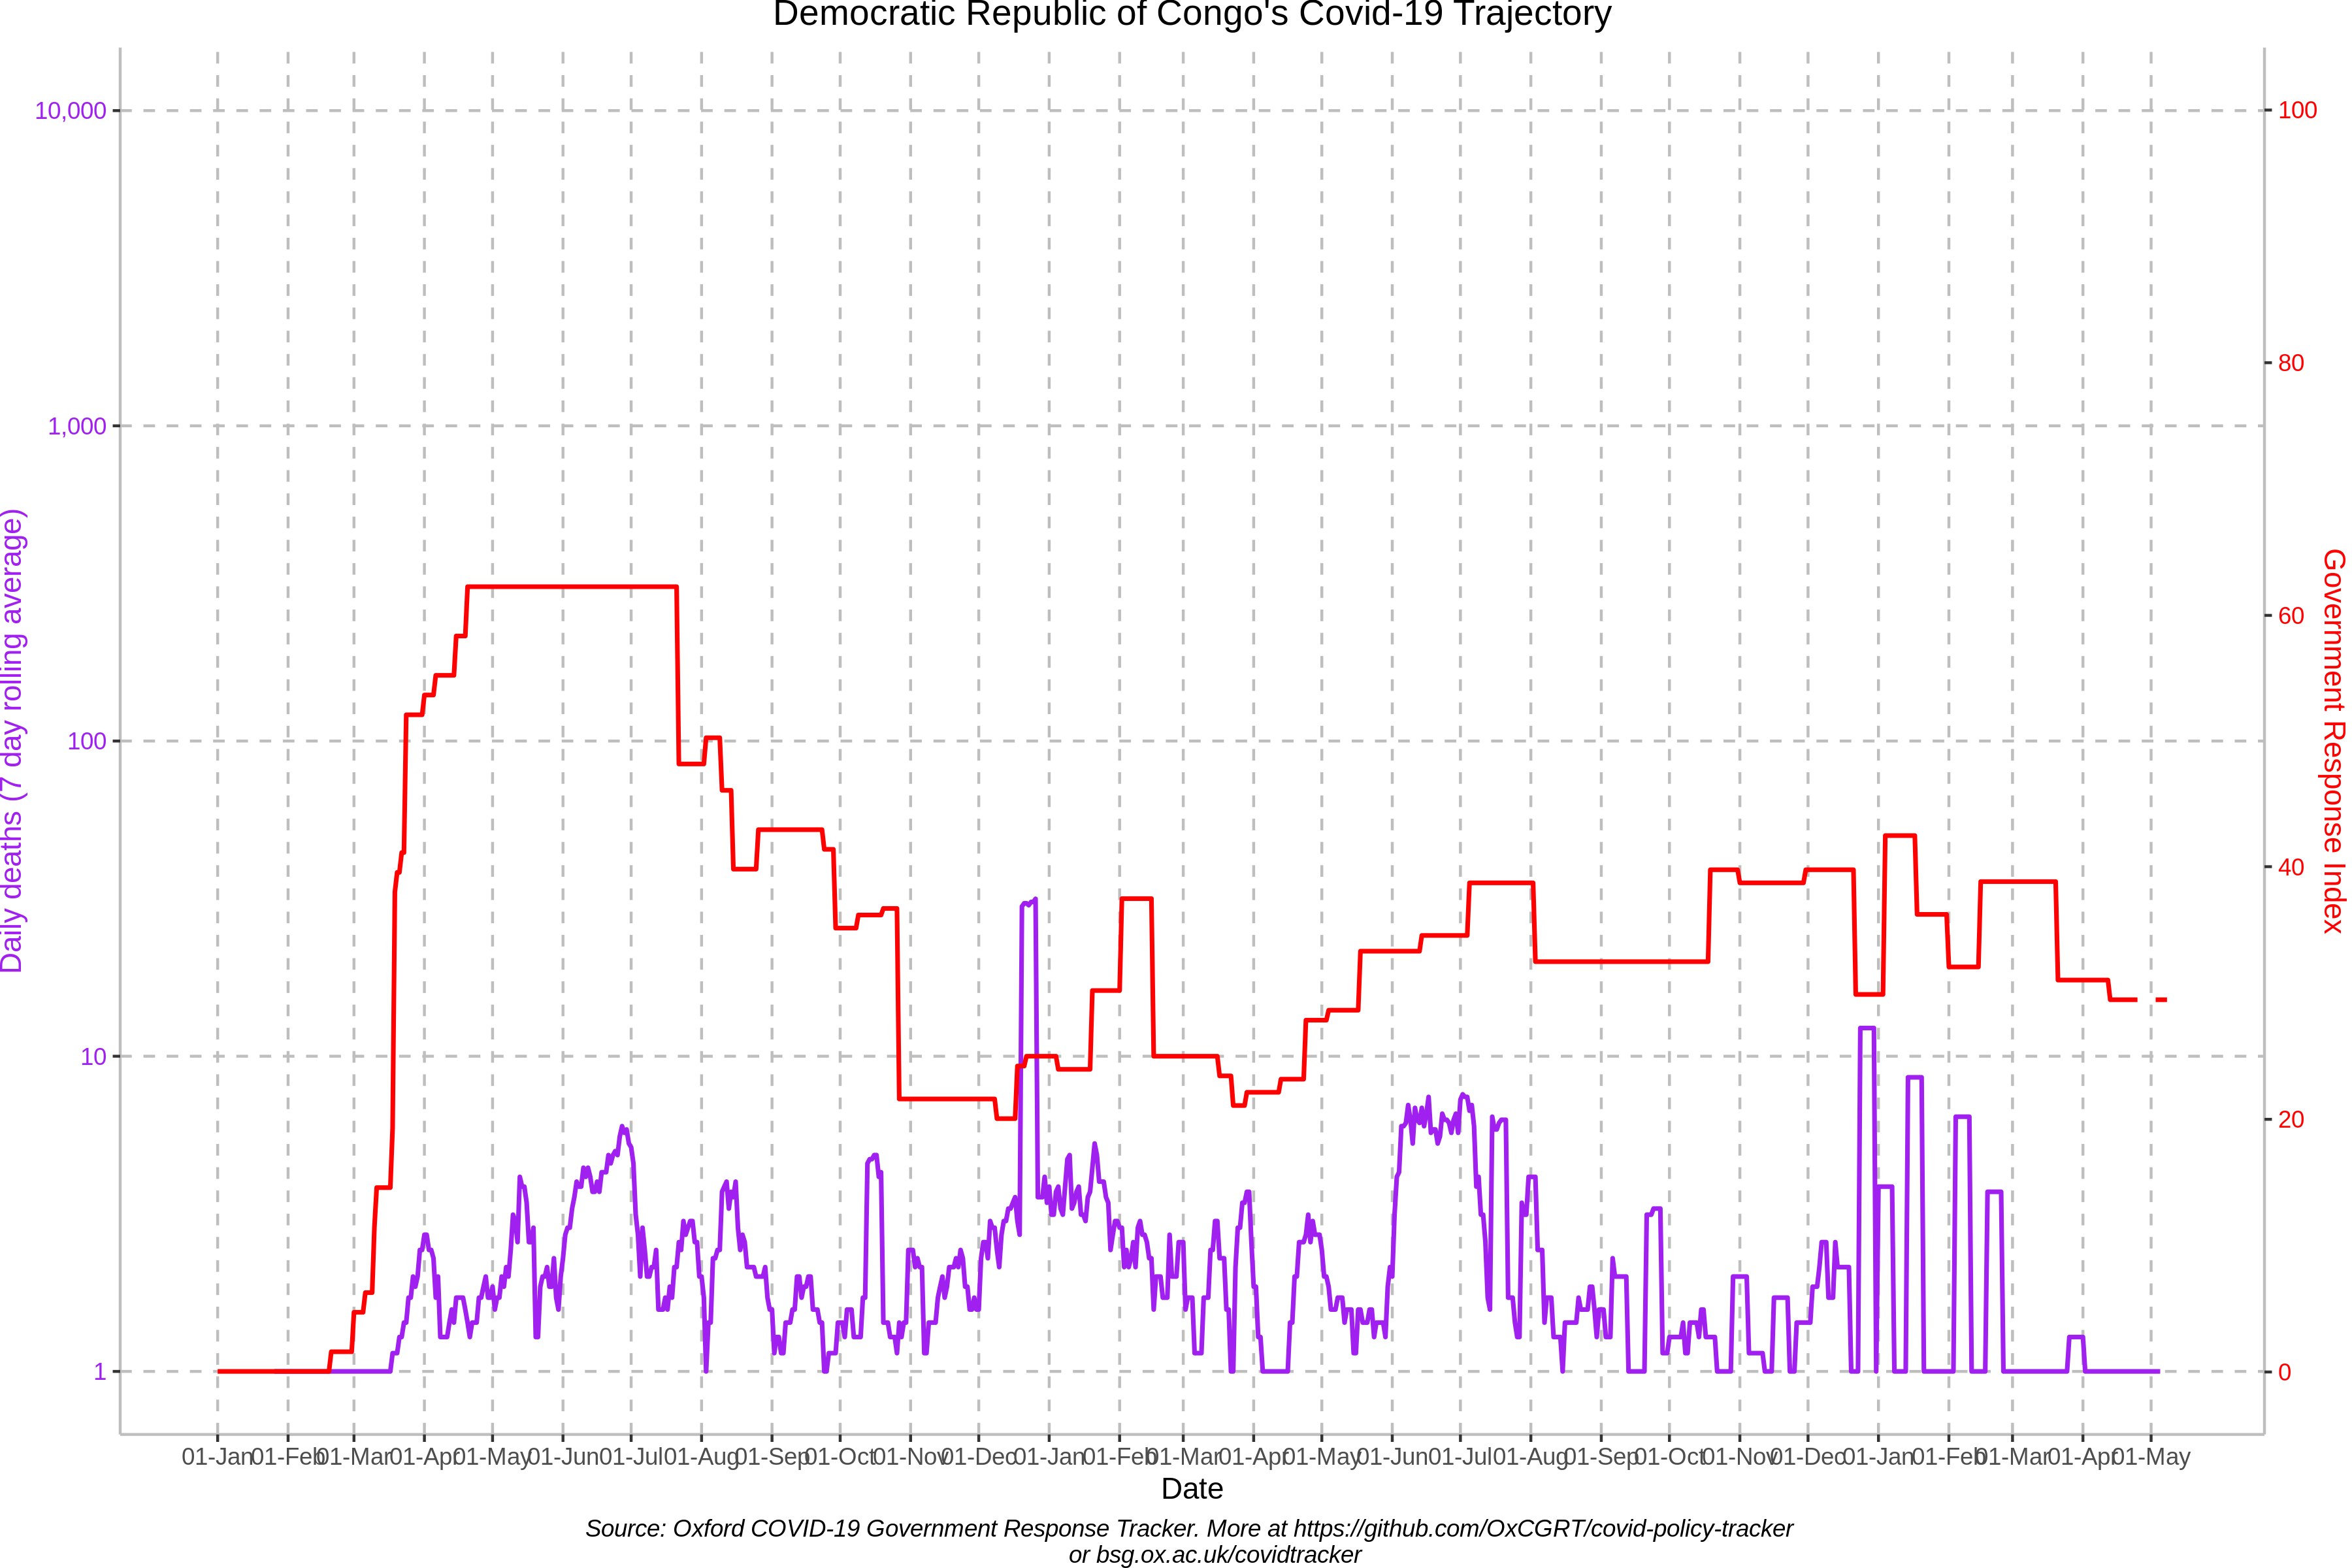 Democratic Republic of Congo's Covid-19 Trajectory
10,000
1,000
100
10
1
Daily deaths (7 day rolling average)
100
80
60
40
20
0
Government Response Index
01-Jan 01-Feb 01-Mar 01-Apr 01-May 01-Jun 01-Jul 01-Aug 01-Sep 01-Oct 01-Nov 01-Dec 01-Jan 01-Feb 01-Mar 01-Apr 01-May 01-Jun 01-Jul 01-Aug 01-Sep 01-Oct 01-Nov 01-Dec 01-Jan 01-Feb 01-Mar 01-Apr 01-May
Date
Source: Oxford COVID-19 Government Response Tracker. More at https://github.com/OxCGRT/covid-policy-tracker
or bsg.ox.ac.uk/covidtracker